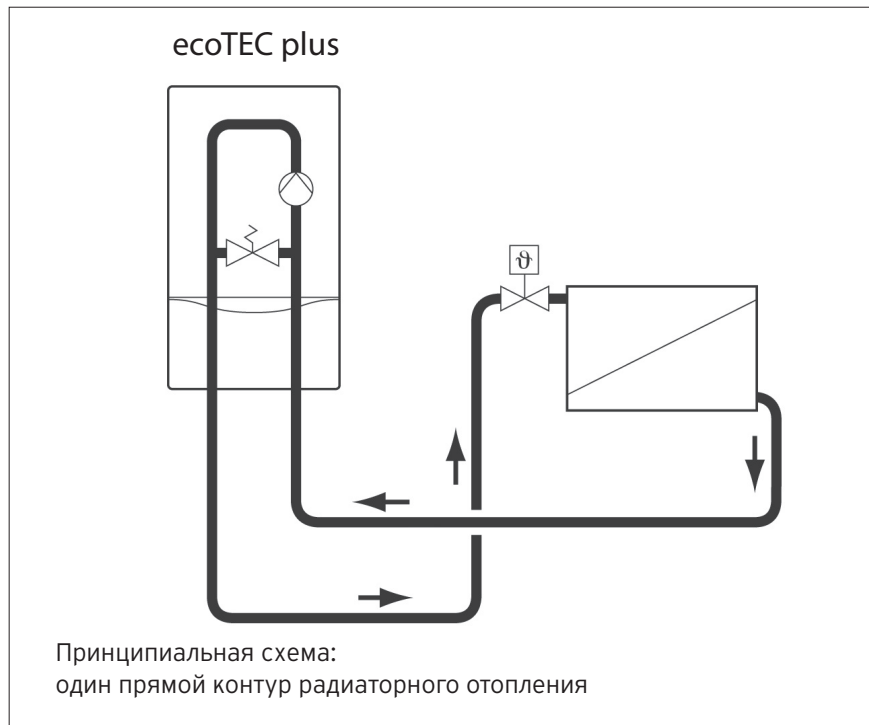 ecoTEC plus
ϑ
Принципиальная схема:
один прямой контур радиаторного отопления